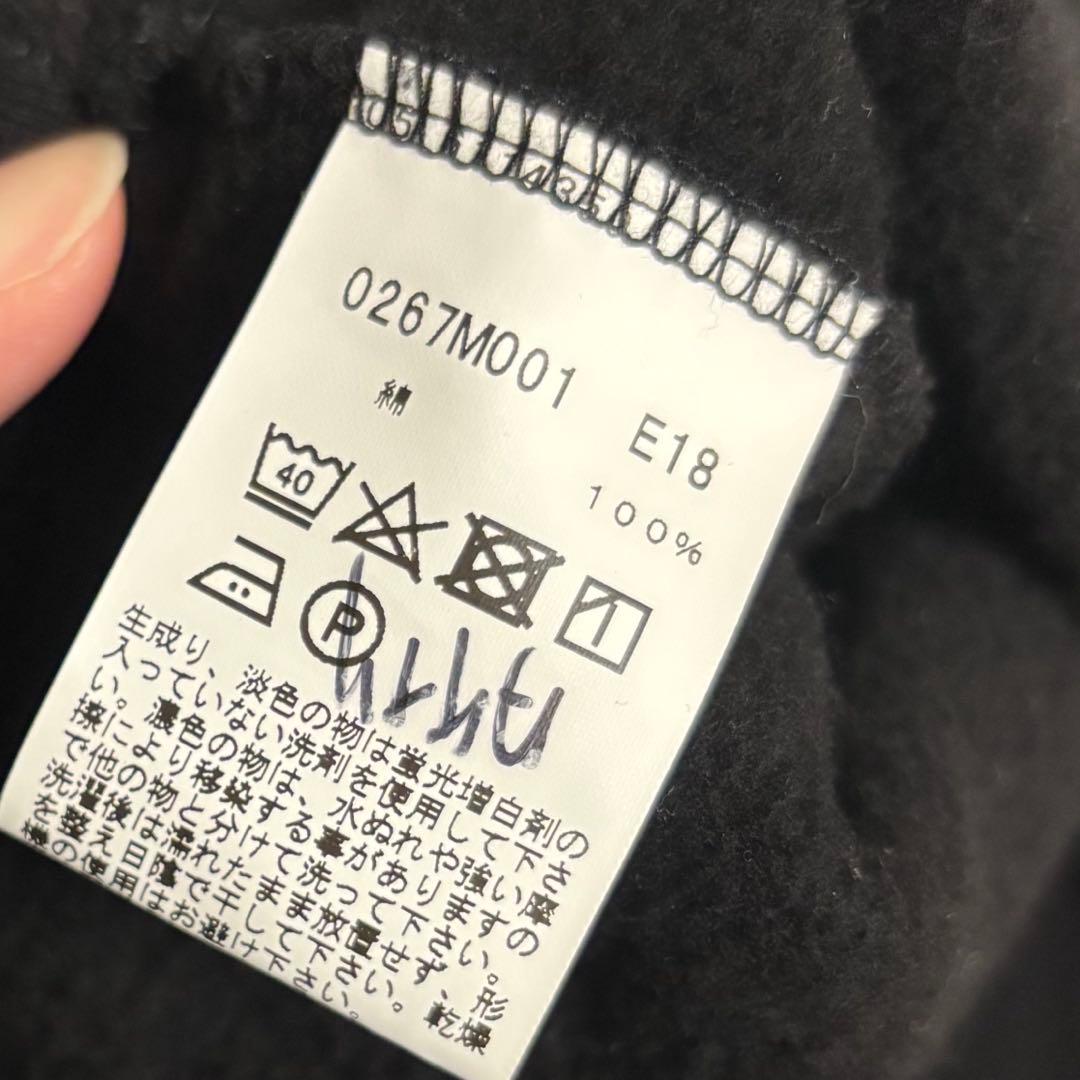 0267M001 E18
綿 100%
40
P
生成り、淡色の物は蛍光増白剤の
入っていない洗剤を使用して下さ
い。濃色の物は、水ぬれや強い摩
擦により移染する事がありますの
で他の物と分けて洗って下さい。
洗濯後は濡れたまま放置せず、形
を整え日陰で干して下さい。乾燥
機の使用はお避け下さい。